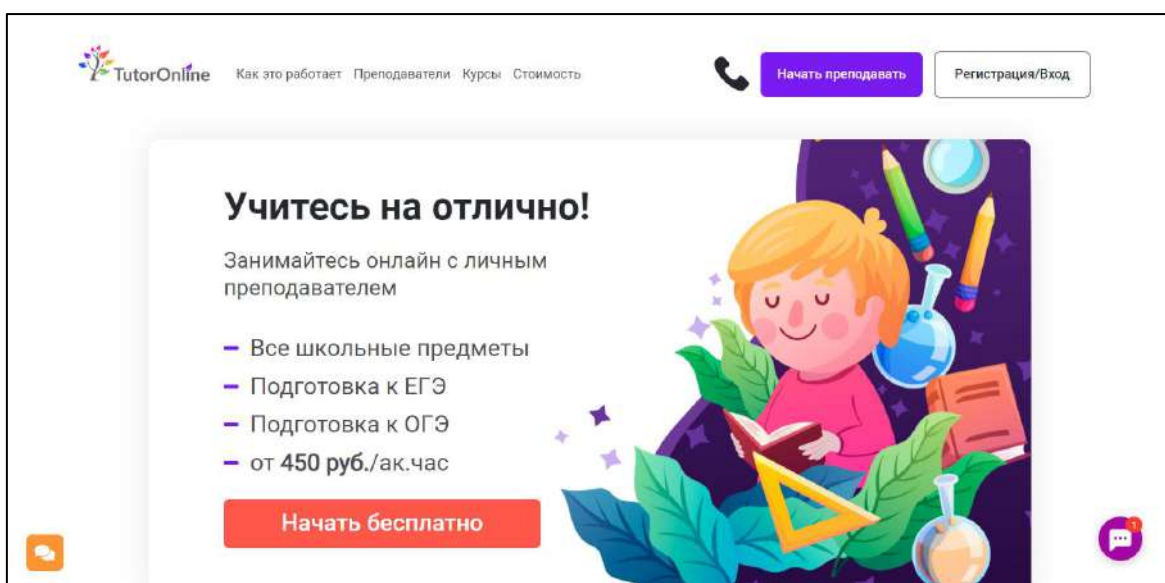 TutorOnline
Как это работает Преподаватели Курсы Стоимость
Начать преподавать
Регистрация/Вход
Учитесь на отлично!
Занимайтесь онлайн с личным
преподавателем
– Все школьные предметы
– Подготовка к ЕГЭ
– Подготовка к ОГЭ
– от 450 руб./ак.час
Начать бесплатно
1